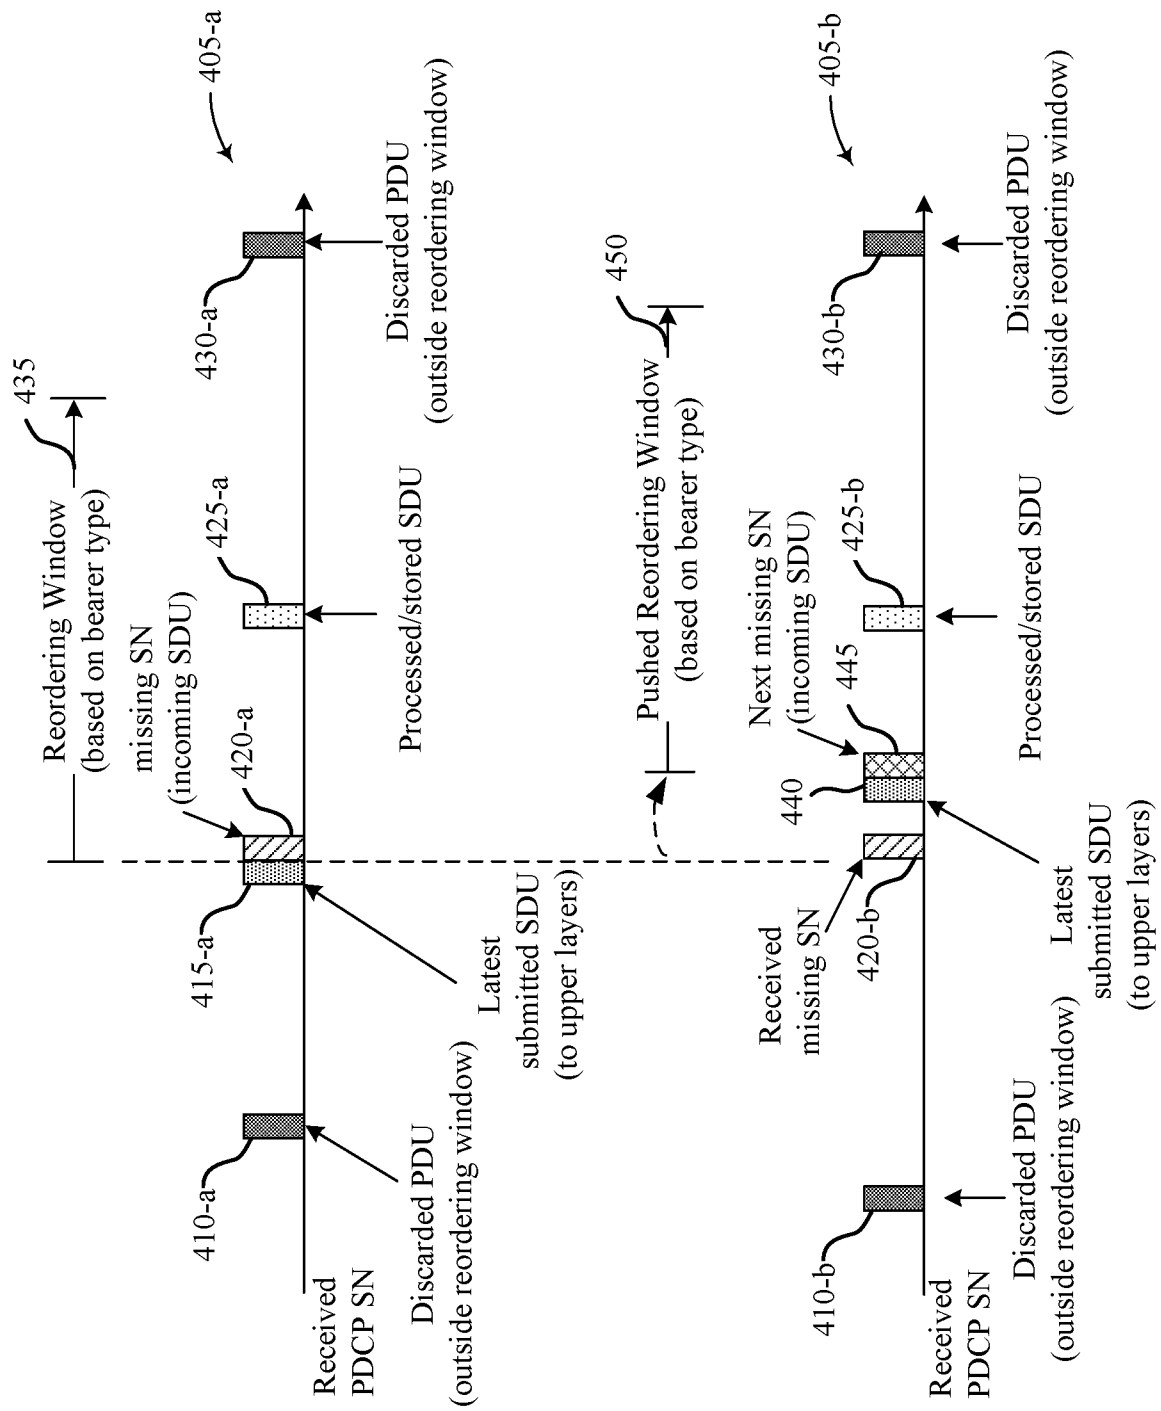 435
Reordering Window
(based on bearer type)
missing SN
(incoming SDU)
405-a
410-a
415-a
420-a
425-a
430-a
Received
PDCP SN
Discarded PDU
(outside reordering window)
Latest
submitted SDU
(to upper layers)
Processed/stored SDU
Discarded PDU
(outside reordering window)
450
Pushed Reordering Window
(based on bearer type)
Next missing SN
(incoming SDU)
405-b
410-b
Received
missing SN
420-b
440
445
425-b
430-b
Received
PDCP SN
Discarded PDU
(outside reordering window)
Latest
submitted SDU
(to upper layers)
Processed/stored SDU
Discarded PDU
(outside reordering window)